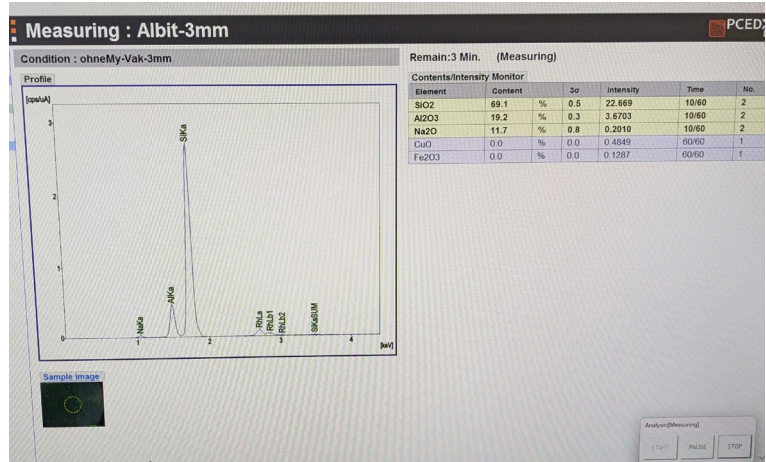 Measuring : Albit-3mm
PCEDX
Condition : ohneMy-Vak-3mm
Remain:3 Min. (Measuring)
Profile
Contents/Intensity Monitor
Element Content 3σ Intensity Time No.
SiO2 69.1 % 0.5 22.669 10/60 2
Al2O3 19.2 % 0.3 3.6703 10/60 2
Na2O 11.7 % 0.8 0.2010 10/60 2
CuO 0.0 % 0.0 0.4849 60/60 1
Fe2O3 0.0 % 0.0 0.1287 60/60 1
[cps/uA]
3
2
1
0
NaKa
AlKa
SiKa
RhLa
RhLb1
RhLb2
SiKaSUM
1 2 3 4
[keV]
Sample image
Analysis[Measuring]
START PAUSE STOP